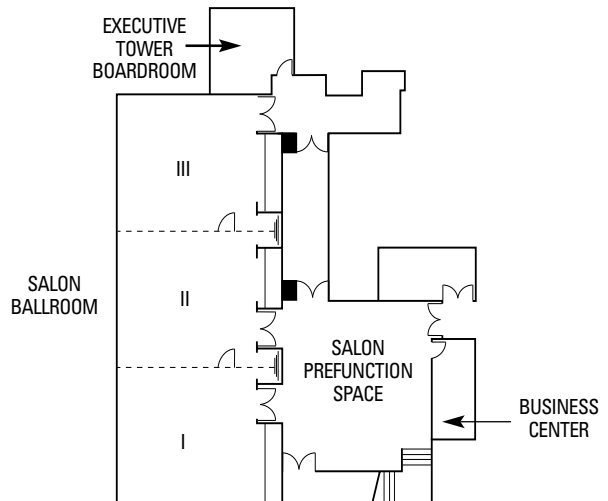 EXECUTIVE
TOWER
BOARDROOM
III
SALON
BALLROOM
II
SALON
PREFUNCTION
SPACE
BUSINESS
CENTER
I